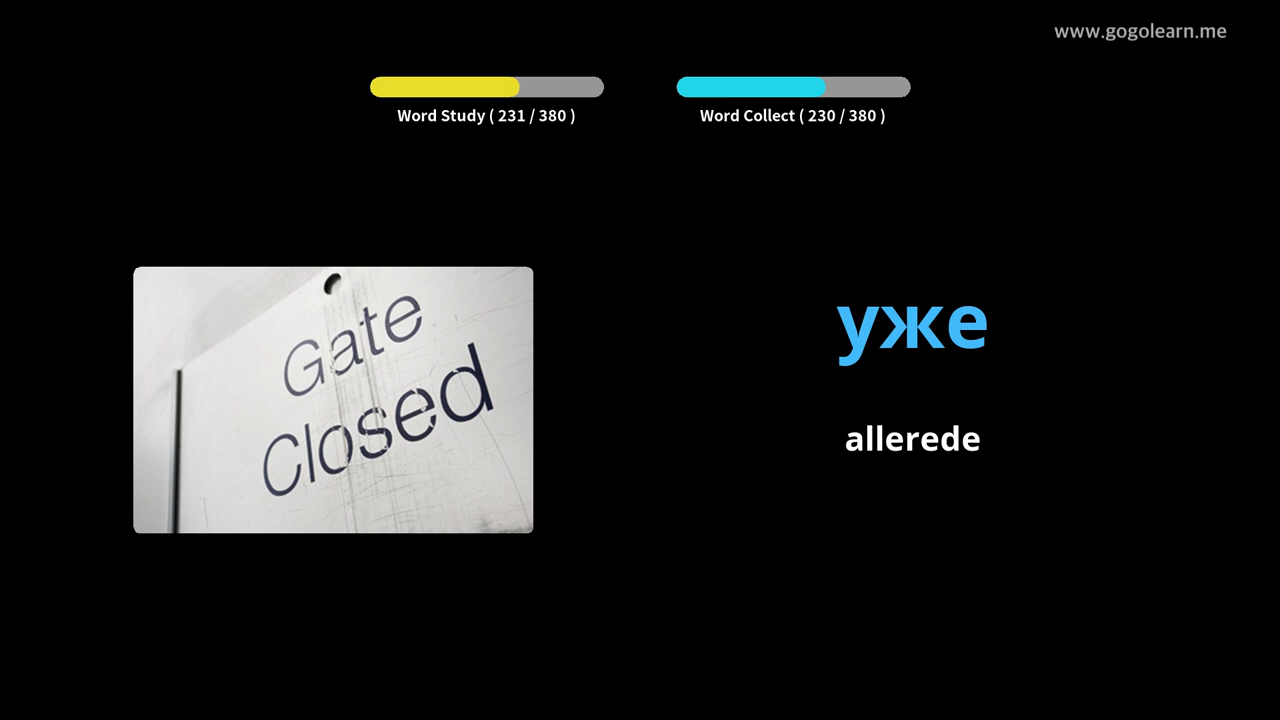 www.gogolearn.me
Word Study ( 231 / 380 )
Word Collect ( 230 / 380 )
Gate
Closed
уже
allerede